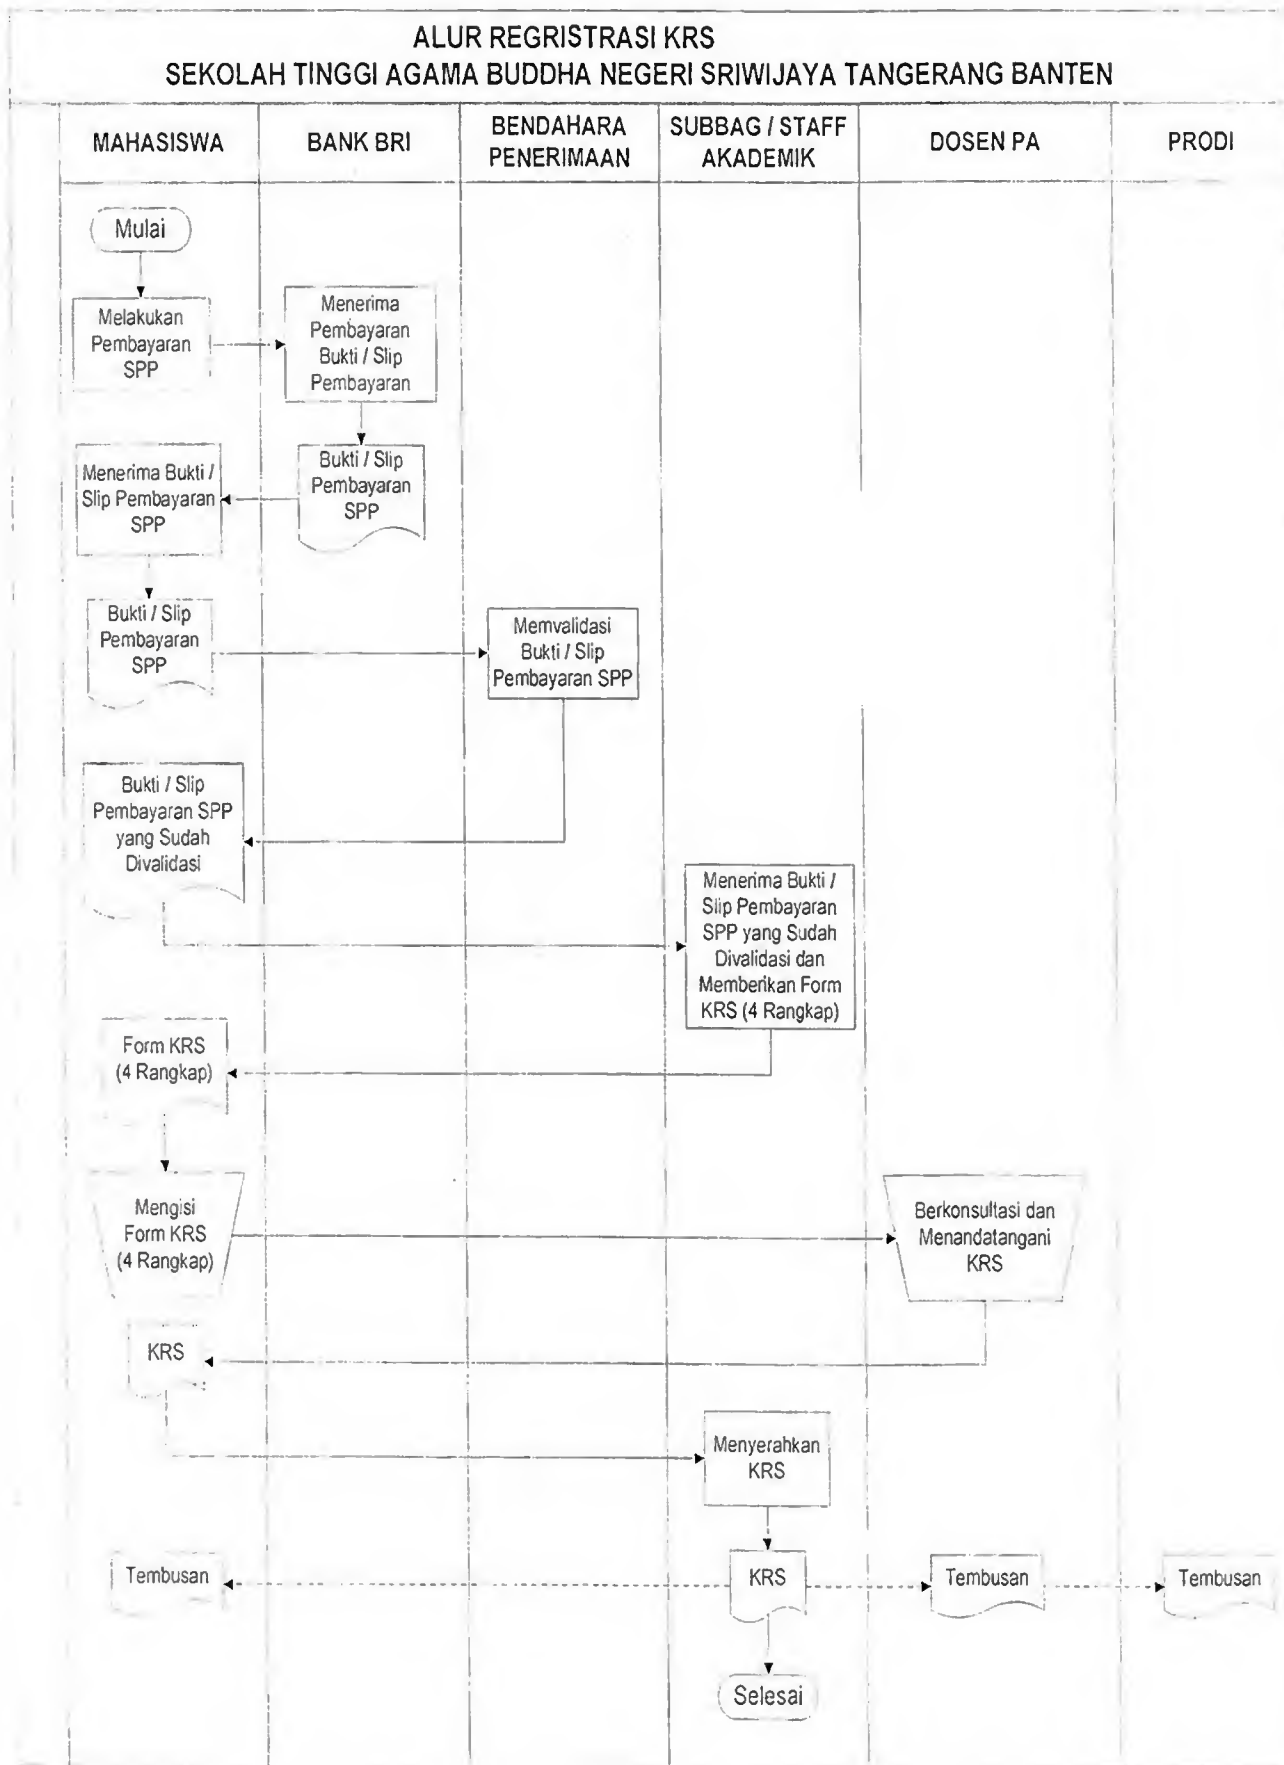 ALUR REGRISTRASI KRS
SEKOLAH TINGGI AGAMA BUDDHA NEGERI SRIWIJAYA TANGERANG BANTEN
MAHASISWA
BANK BRI
BENDAHARA
PENERIMAAN
SUBBAG / STAFF
AKADEMIK
DOSEN PA
PRODI
Mulai
Melakukan
Pembayaran
SPP
Menerima
Pembayaran
Bukti / Slip
Pembayaran
Menerima Bukti /
Slip Pembayaran
SPP
Bukti / Slip
Pembayaran
SPP
Bukti / Slip
Pembayaran
SPP
Memvalidasi
Bukti / Slip
Pembayaran SPP
Bukti / Slip
Pembayaran SPP
yang Sudah
Divalidasi
Menerima Bukti /
Slip Pembayaran
SPP yang Sudah
Divalidasi dan
Memberikan Form
KRS (4 Rangkap)
Form KRS
(4 Rangkap)
Mengisi
Form KRS
(4 Rangkap)
Berkonsultasi dan
Menandatangani
KRS
KRS
Menyerahkan
KRS
Tembusan
KRS
Tembusan
Tembusan
Selesai